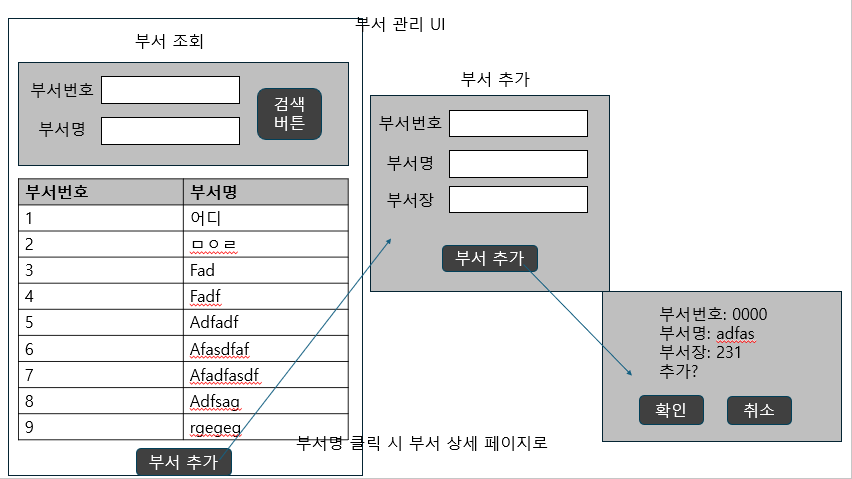 부서 관리 UI
부서 조회
부서번호
부서명
검색
버튼
부서번호 부서명
1 어디
2 ㅁㅇㄹ
3 Fad
4 Fadf
5 Adfadf
6 Afasdfaf
7 Afadfasdf
8 Adfsag
9 rgegeg
부서 추가
부서명 클릭 시 부서 상세 페이지로
부서 추가
부서번호
부서명
부서장
부서 추가
부서번호: 0000
부서명: adfas
부서장: 231
추가?
확인 취소